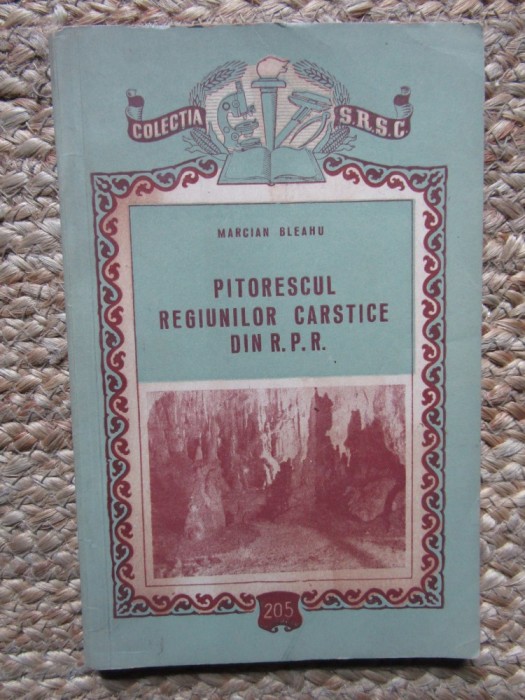 COLECTIA S.R.S.C.
MARCIAN BLEAHU
PITORESCUL
REGIUNILOR CARSTICE
DIN R.P.R.
205